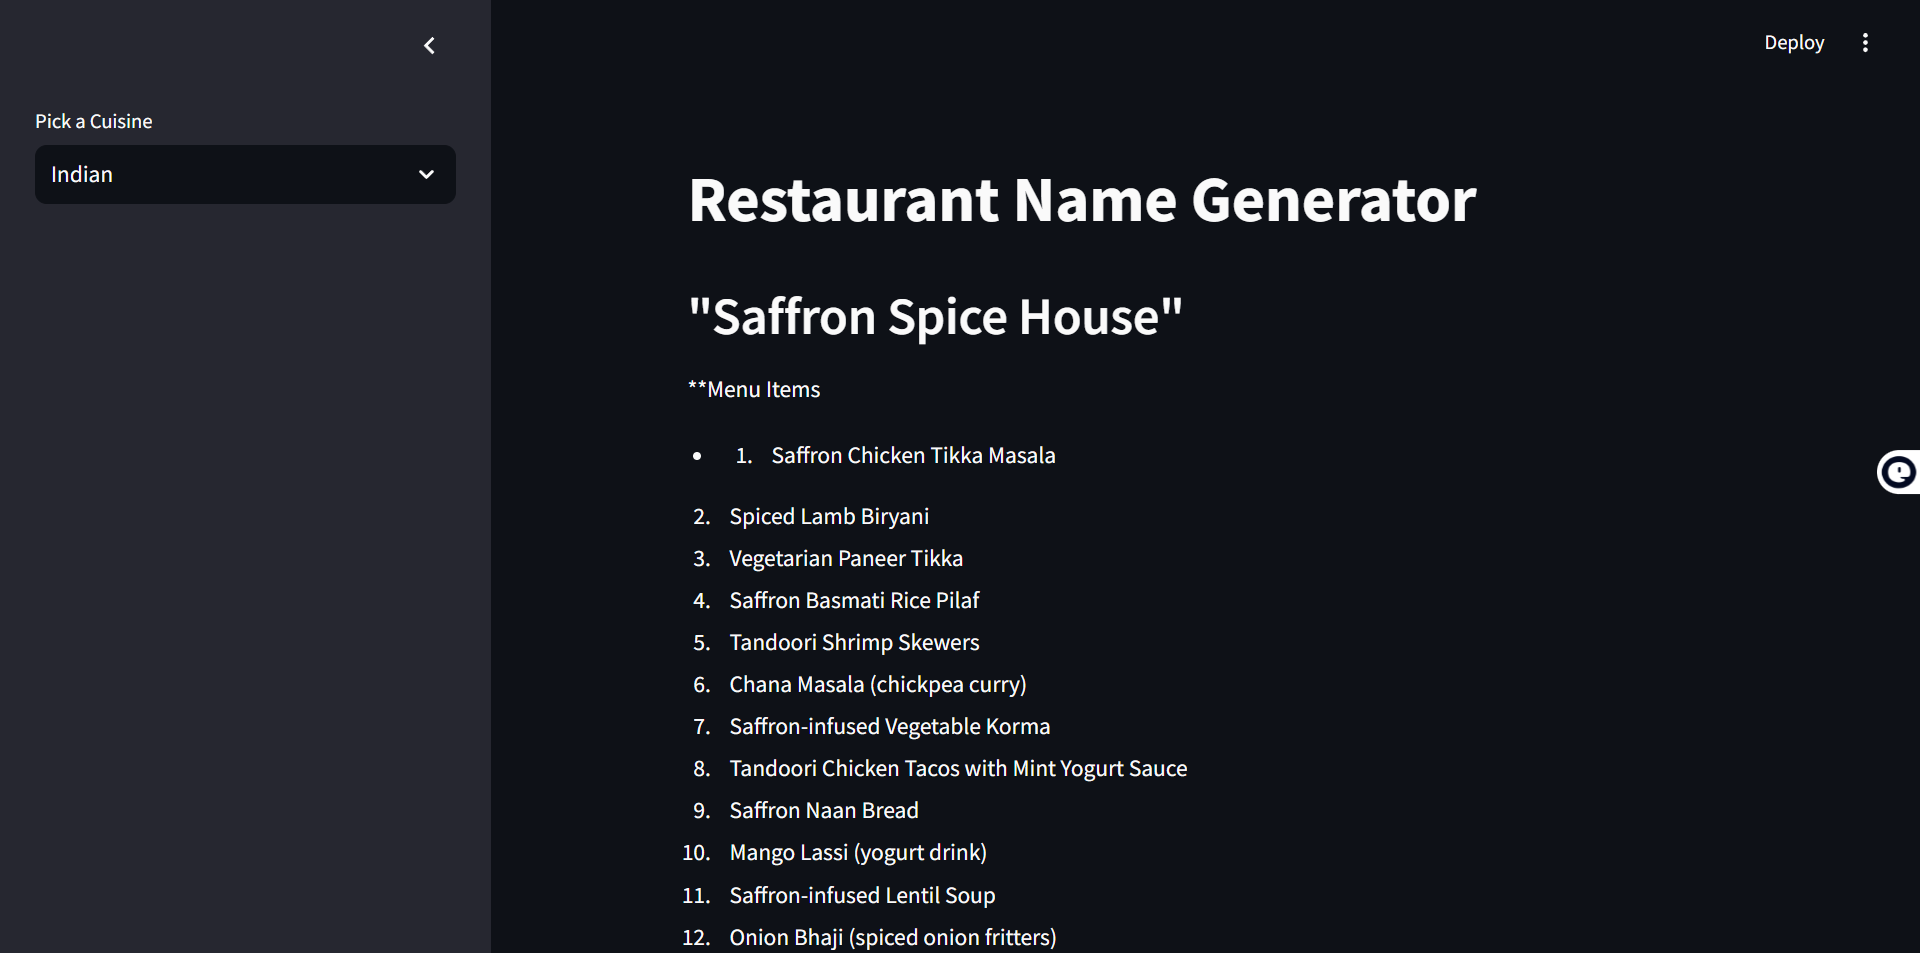 Deploy
Pick a Cuisine
Indian
Restaurant Name Generator
"Saffron Spice House"
**Menu Items
• 1. Saffron Chicken Tikka Masala
2. Spiced Lamb Biryani
3. Vegetarian Paneer Tikka
4. Saffron Basmati Rice Pilaf
5. Tandoori Shrimp Skewers
6. Chana Masala (chickpea curry)
7. Saffron-infused Vegetable Korma
8. Tandoori Chicken Tacos with Mint Yogurt Sauce
9. Saffron Naan Bread
10. Mango Lassi (yogurt drink)
11. Saffron-infused Lentil Soup
12. Onion Bhaji (spiced onion fritters)